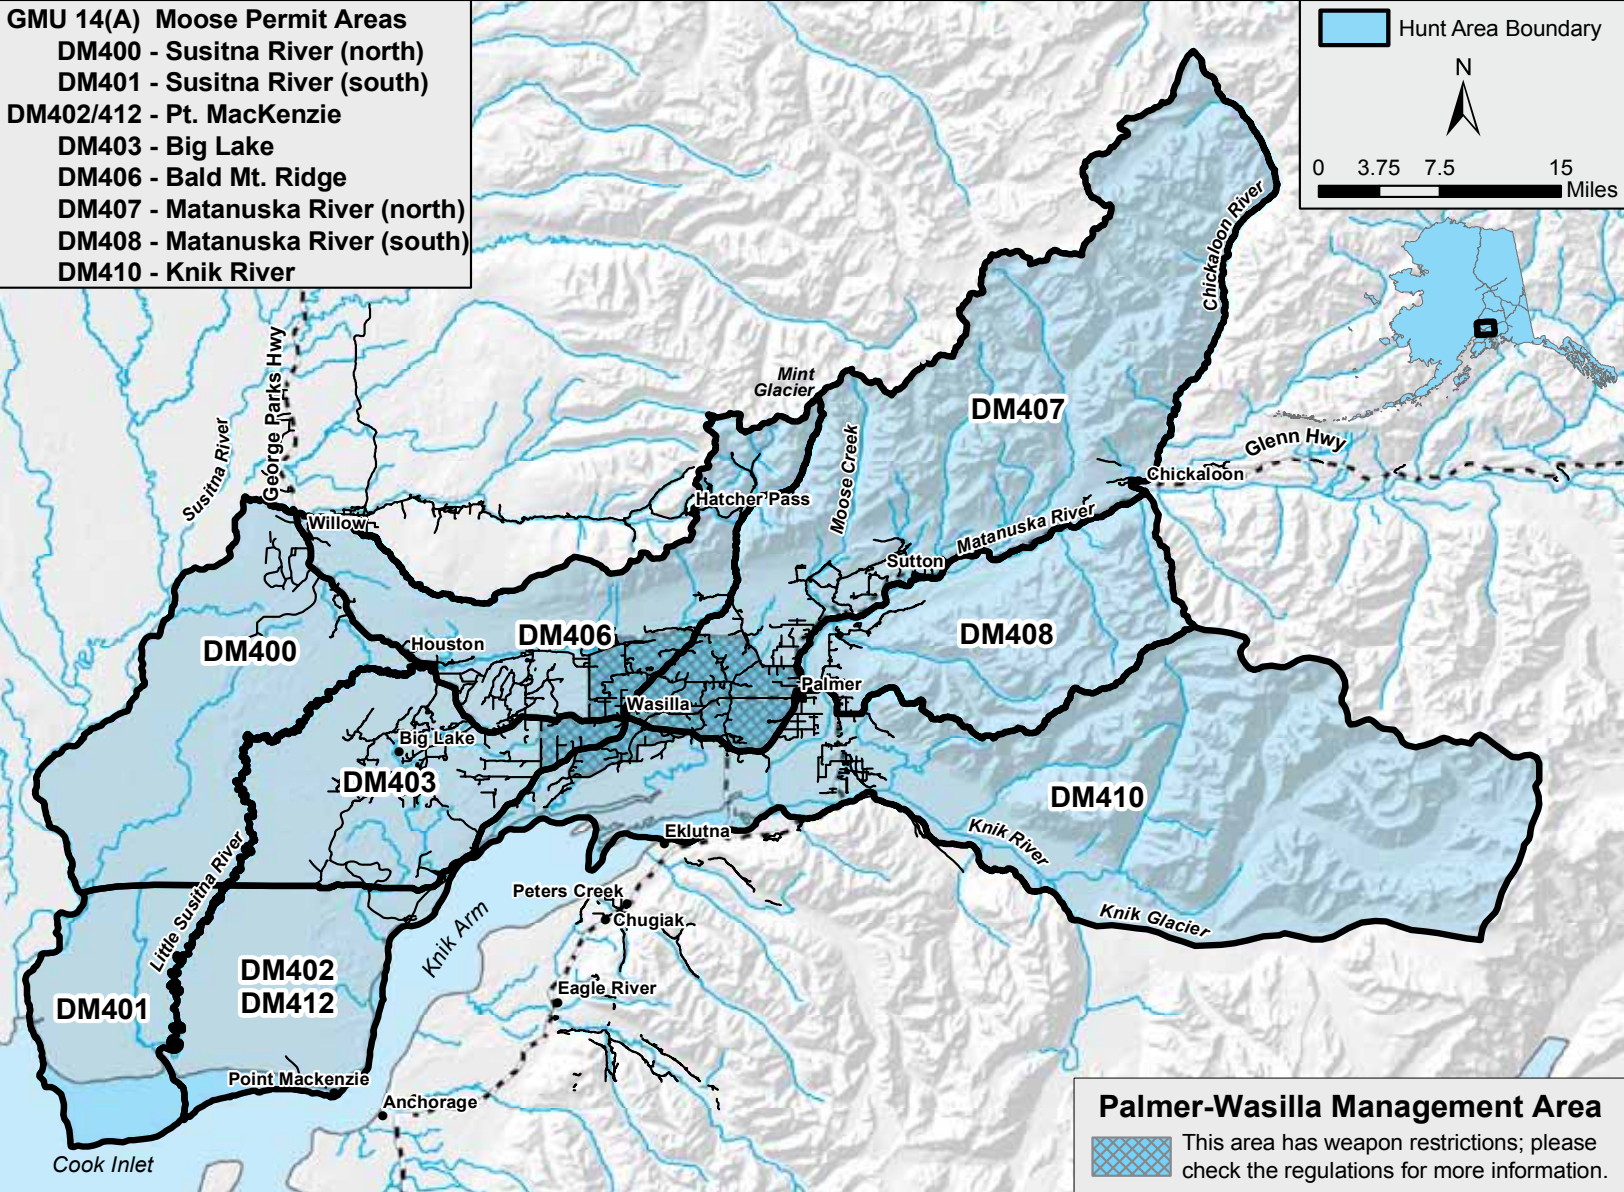 GMU 14(A) Moose Permit Areas
DM400 - Susitna River (north)
DM401 - Susitna River (south)
DM402/412 - Pt. MacKenzie
DM403 - Big Lake
DM406 - Bald Mt. Ridge
DM407 - Matanuska River (north)
DM408 - Matanuska River (south)
DM410 - Knik River
Hunt Area Boundary
N
0 3.75 7.5 15
Miles
Chickaloon River
George Parks Hwy
Susitna River
Mint
Glacier
DM407
Moose Creek
Glenn Hwy
Chickaloon
Hatcher Pass
Willow
Matanuska River
Sutton
DM400
Houston
DM406
DM408
Palmer
Wasilla
Big Lake
DM403
DM410
Knik River
Eklutna
Little Susitna River
Peters Creek
Chugiak
Knik Arm
Knik Glacier
DM402
DM412
DM401
Eagle River
Point Mackenzie
Anchorage
Cook Inlet
Palmer-Wasilla Management Area
This area has weapon restrictions; please
check the regulations for more information.